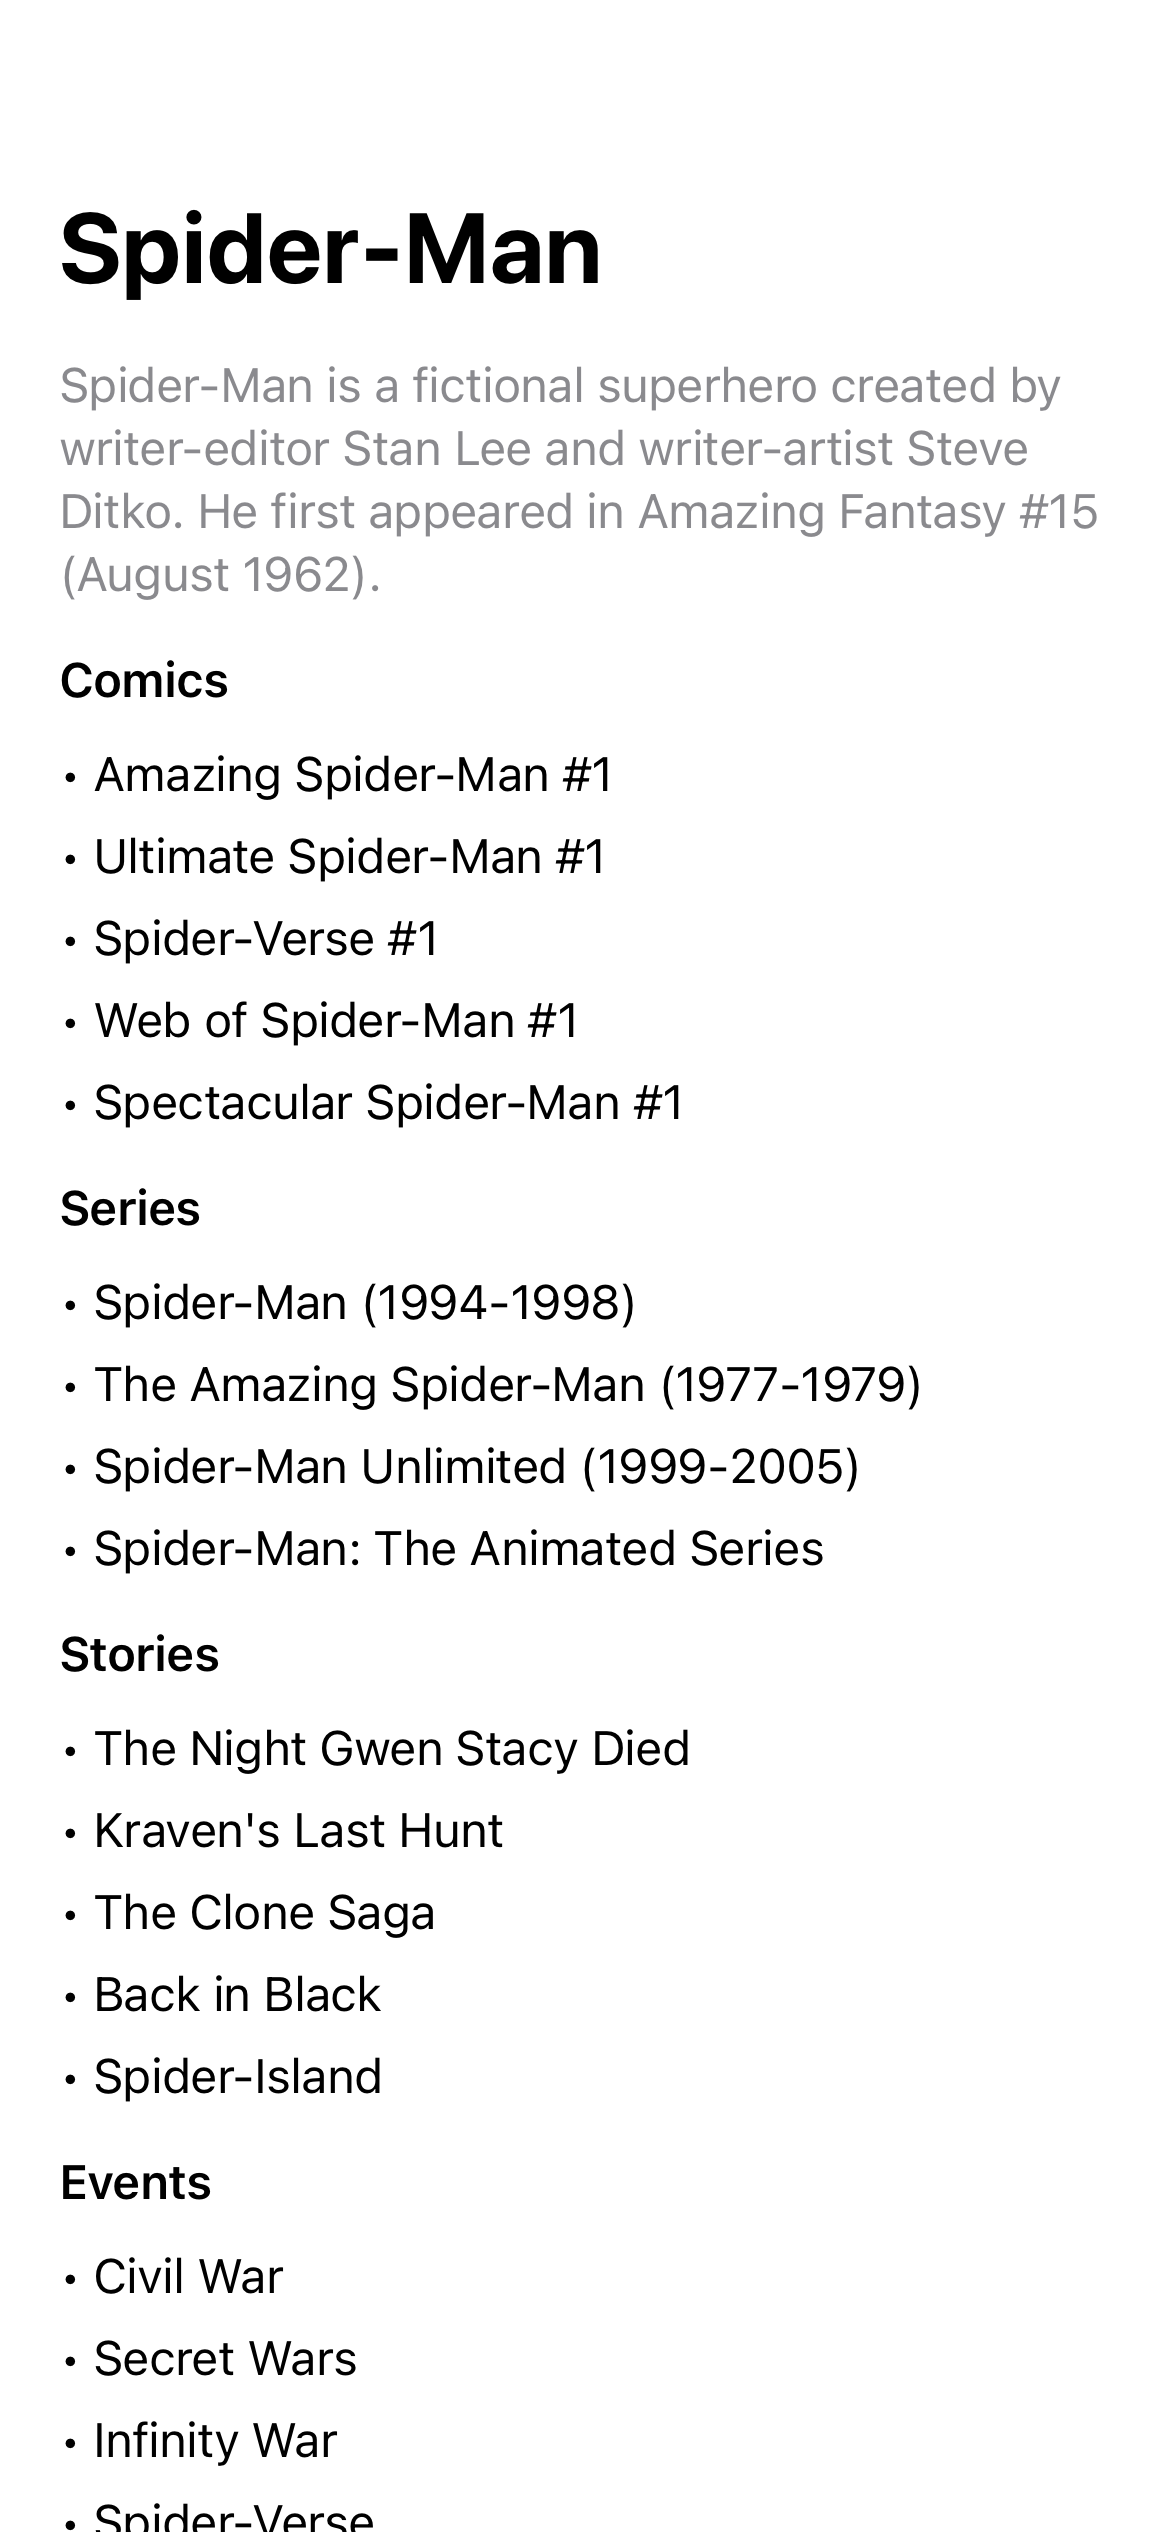 Spider-Man
Spider-Man is a fictional superhero created by
writer-editor Stan Lee and writer-artist Steve
Ditko. He first appeared in Amazing Fantasy #15
(August 1962).
Comics
• Amazing Spider-Man #1
• Ultimate Spider-Man #1
• Spider-Verse #1
• Web of Spider-Man #1
• Spectacular Spider-Man #1
Series
• Spider-Man (1994-1998)
• The Amazing Spider-Man (1977-1979)
• Spider-Man Unlimited (1999-2005)
• Spider-Man: The Animated Series
Stories
• The Night Gwen Stacy Died
• Kraven's Last Hunt
• The Clone Saga
• Back in Black
• Spider-Island
Events
• Civil War
• Secret Wars
• Infinity War
• Spider-Verse